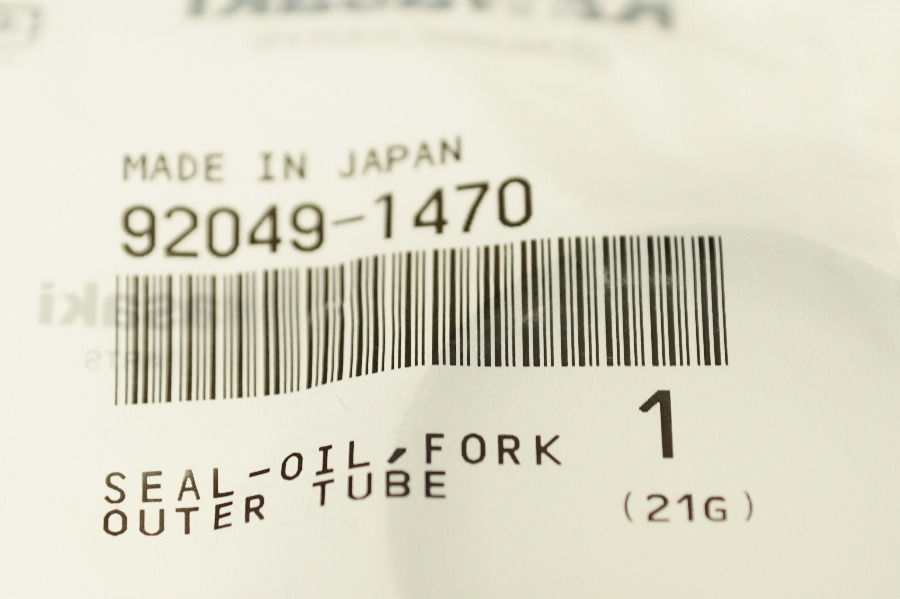 MADE IN JAPAN
92049-1470
1
SEAL-OIL,FORK
OUTER TUBE
(21G)